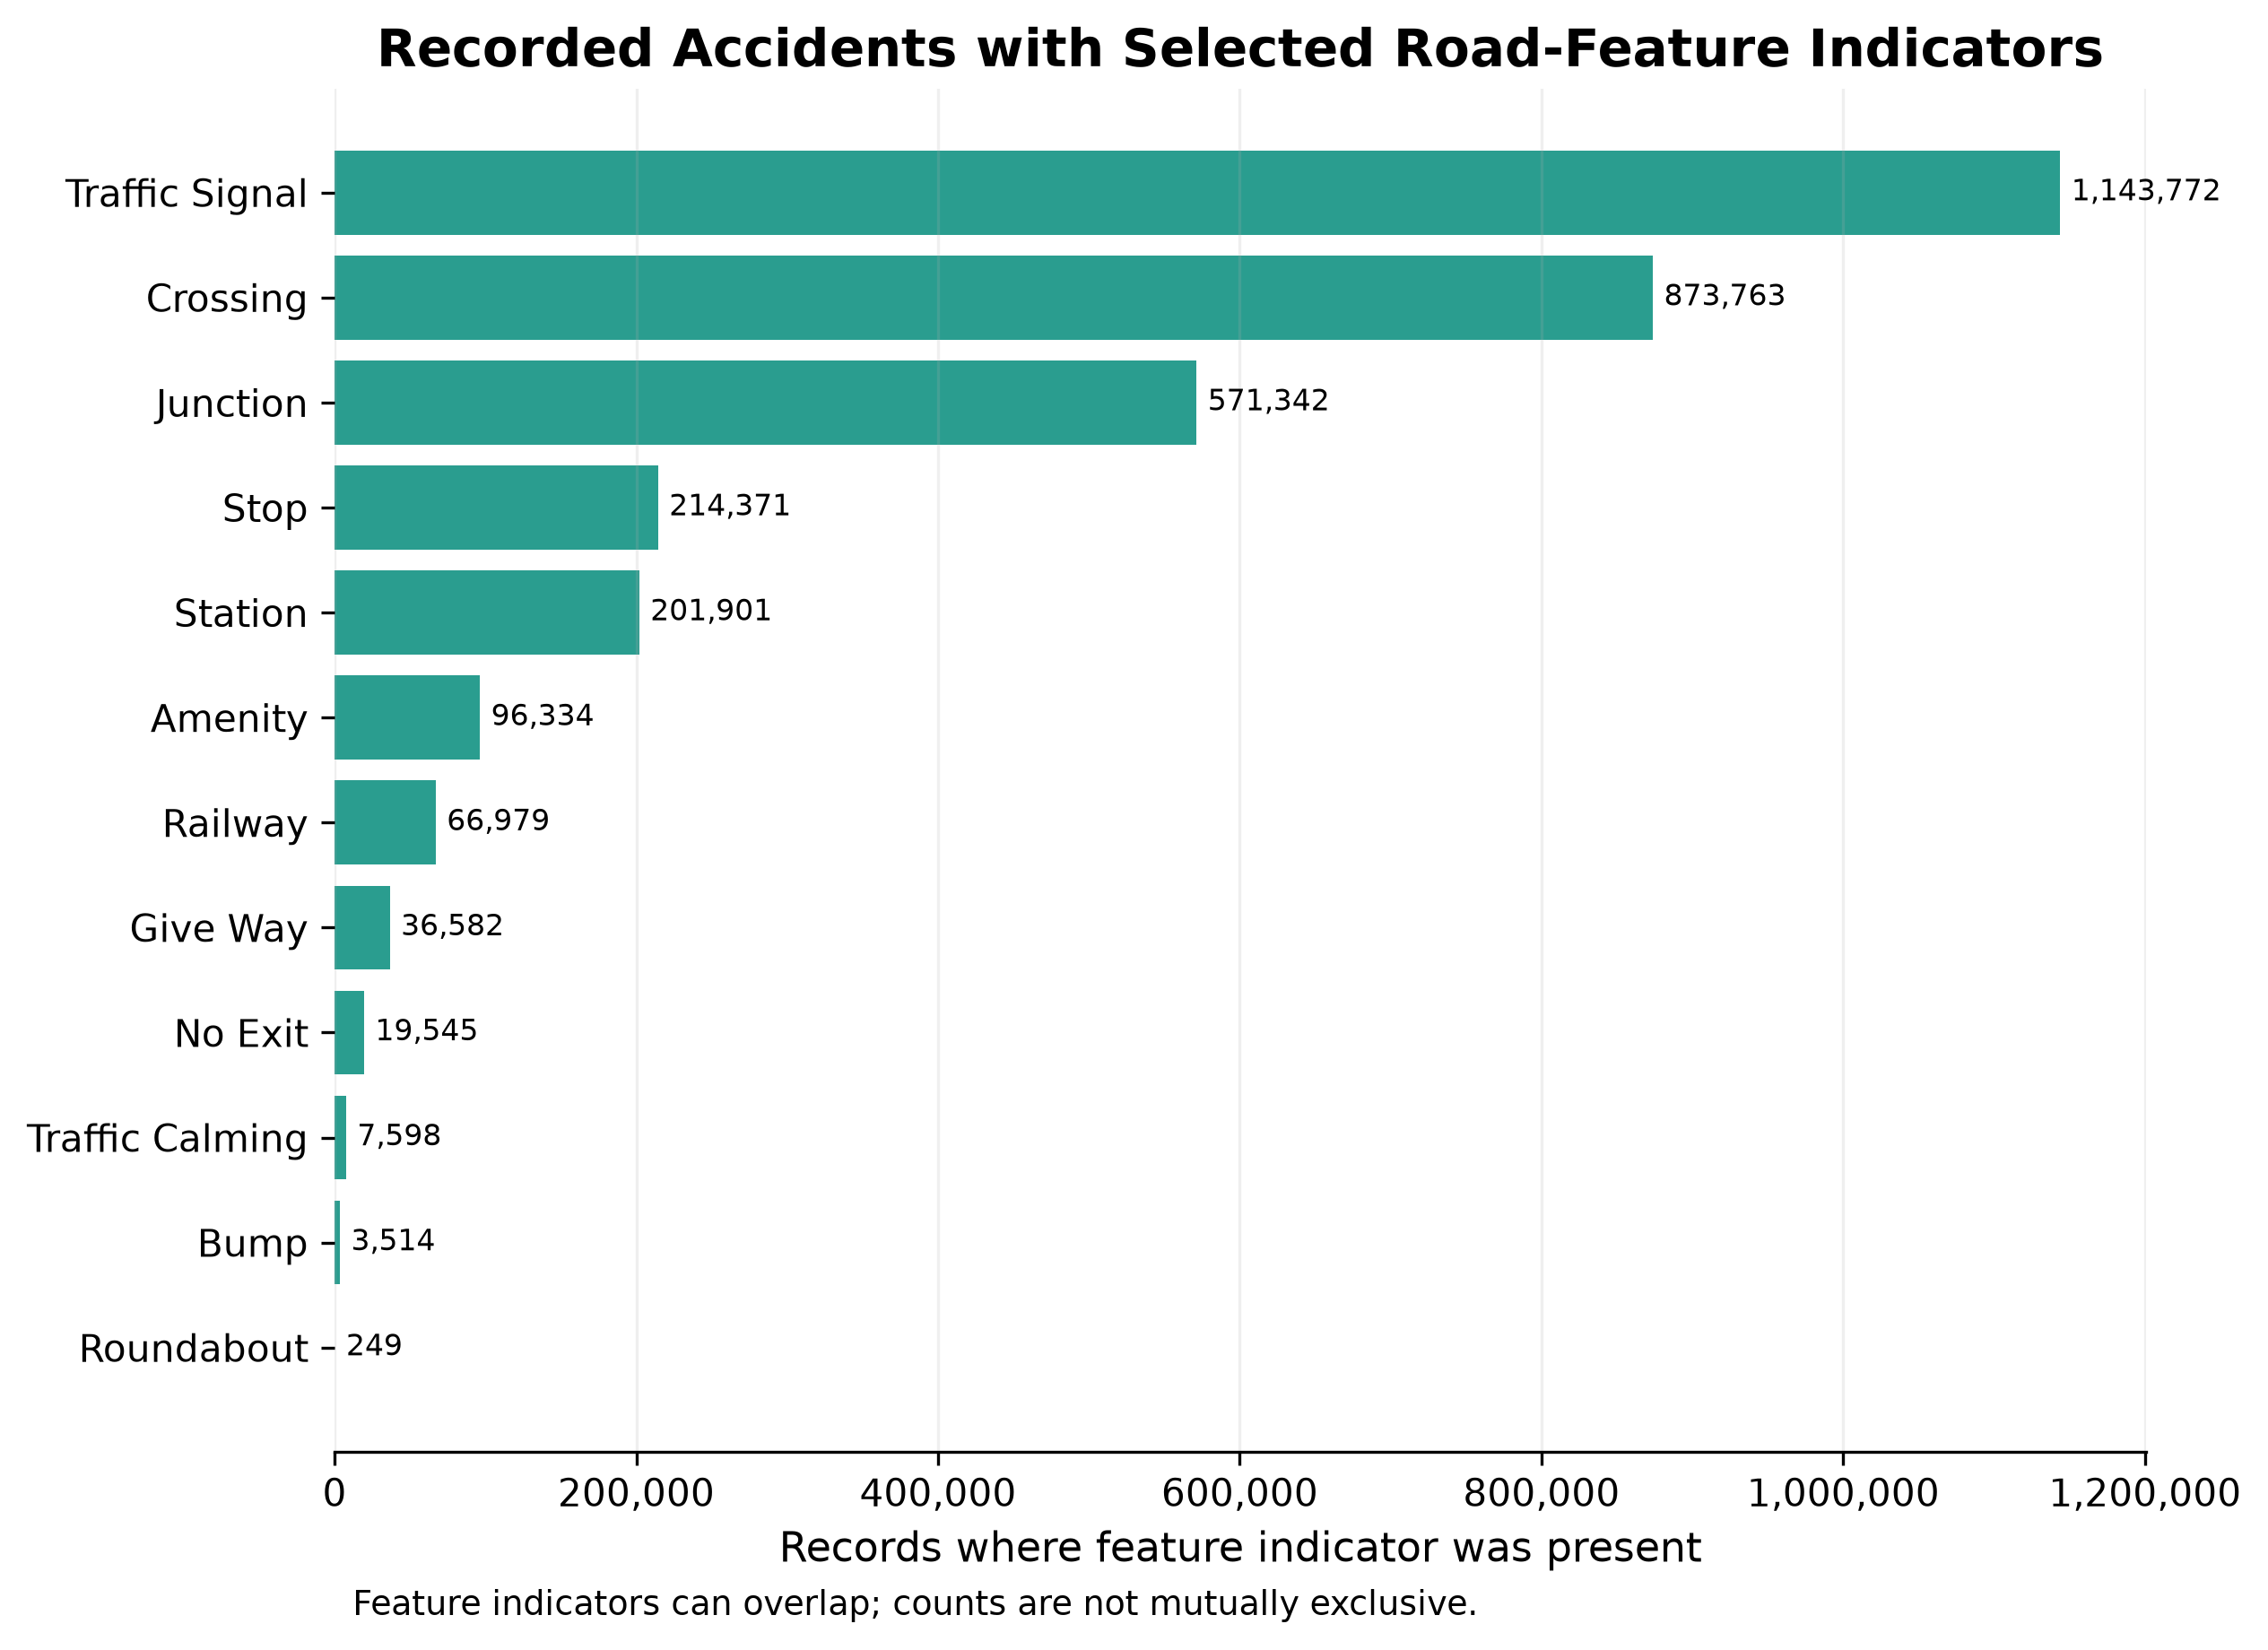 Recorded Accidents with Selected Road-Feature Indicators
Traffic Signal 1,143,772
Crossing 873,763
Junction 571,342
Stop 214,371
Station 201,901
Amenity 96,334
Railway 66,979
Give Way 36,582
No Exit 19,545
Traffic Calming 7,598
Bump 3,514
Roundabout 249
0 200,000 400,000 600,000 800,000 1,000,000 1,200,000
Records where feature indicator was present
Feature indicators can overlap; counts are not mutually exclusive.